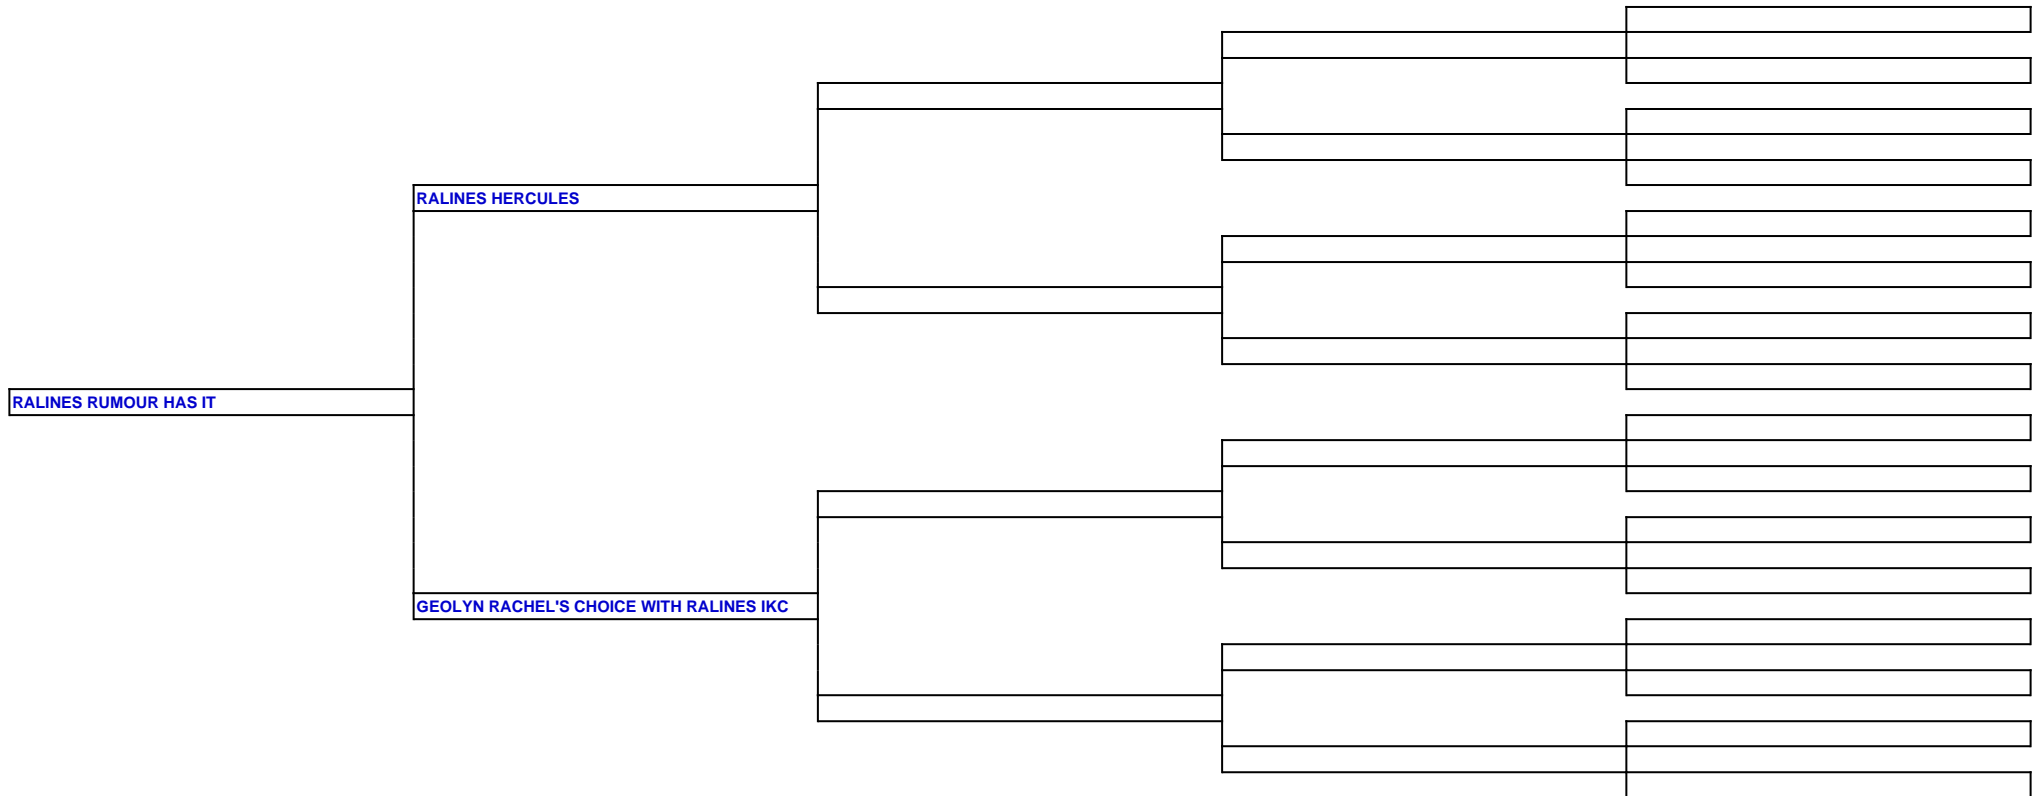 RALINES HERCULES
RALINES RUMOUR HAS IT
GEOLYN RACHEL'S CHOICE WITH RALINES IKC